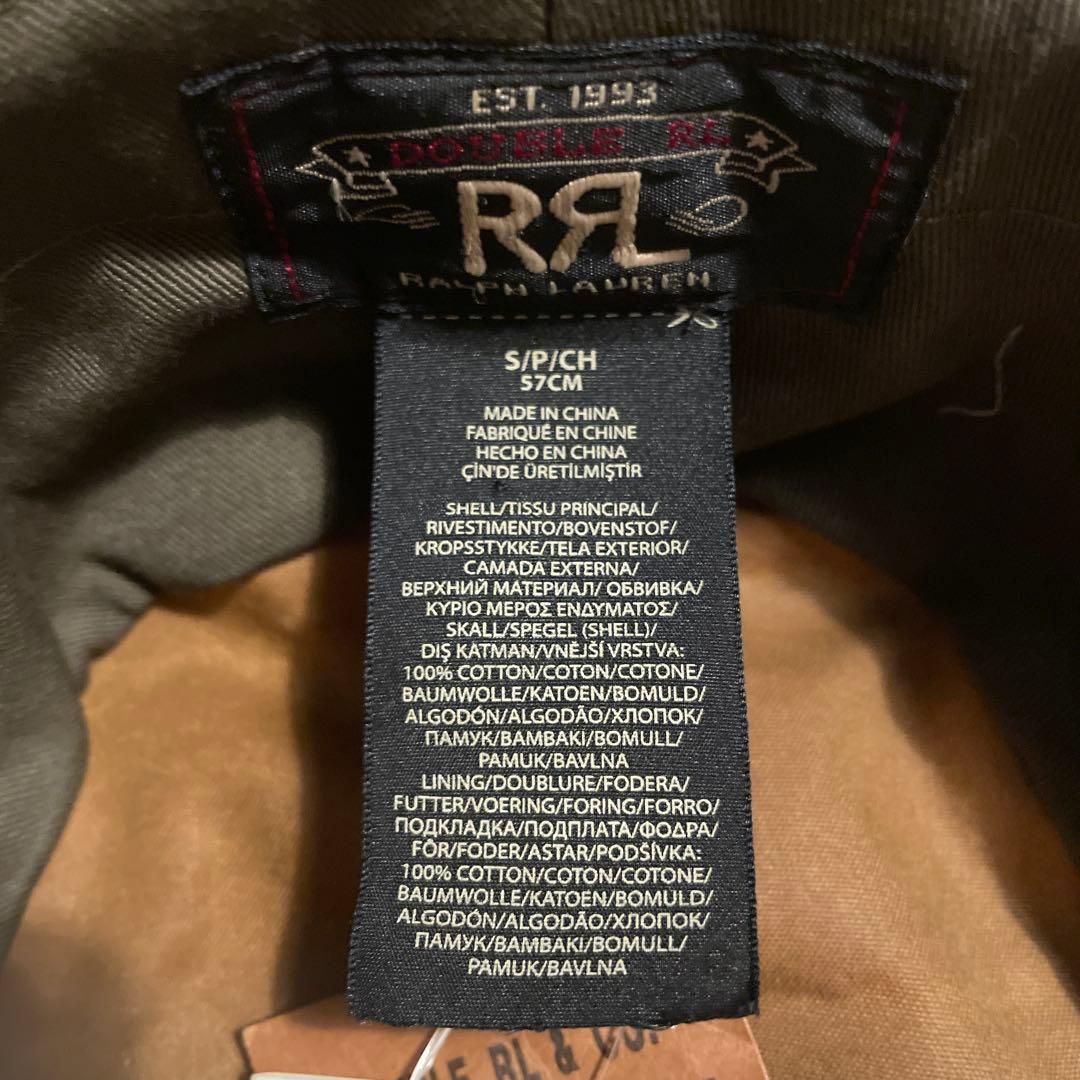 EST. 1993
DOUBLE RL
RRL
RALPH LAUREN
S/P/CH
57CM
MADE IN CHINA
FABRIQUÉ EN CHINE
HECHO EN CHINA
ÇİN'DE ÜRETİLMİŞTİR
SHELL/TISSU PRINCIPAL/
RIVESTIMENTO/BOVENSTOF/
KROPSSTYKKE/TELA EXTERIOR/
CAMADA EXTERNA/
ВЕРХНИЙ МАТЕРИАЛ/ ОБВИВКА/
ΚΥΡΙΟ ΜΕΡΟΣ ΕΝΔΥΜΑΤΟΣ/
SKALL/SPEGEL (SHELL)/
DIŞ KATMAN/VNĚJŠÍ VRSTVA:
100% COTTON/COTON/COTONE/
BAUMWOLLE/KATOEN/BOMULD/
ALGODÓN/ALGODÃO/ХЛОПОК/
ПАМУК/BAMBAKI/BOMULL/
PAMUK/BAVLNA
LINING/DOUBLURE/FODERA/
FUTTER/VOERING/FORING/FORRO/
ПОДКЛАДКА/ПОДПЛАТА/ΦΟΔΡΑ/
FÔR/FODER/ASTAR/PODŠÍVKA:
100% COTTON/COTON/COTONE/
BAUMWOLLE/KATOEN/BOMULD/
ALGODÓN/ALGODÃO/ХЛОПОК/
ПАМУК/BAMBAKI/BOMULL/
PAMUK/BAVLNA
RL &